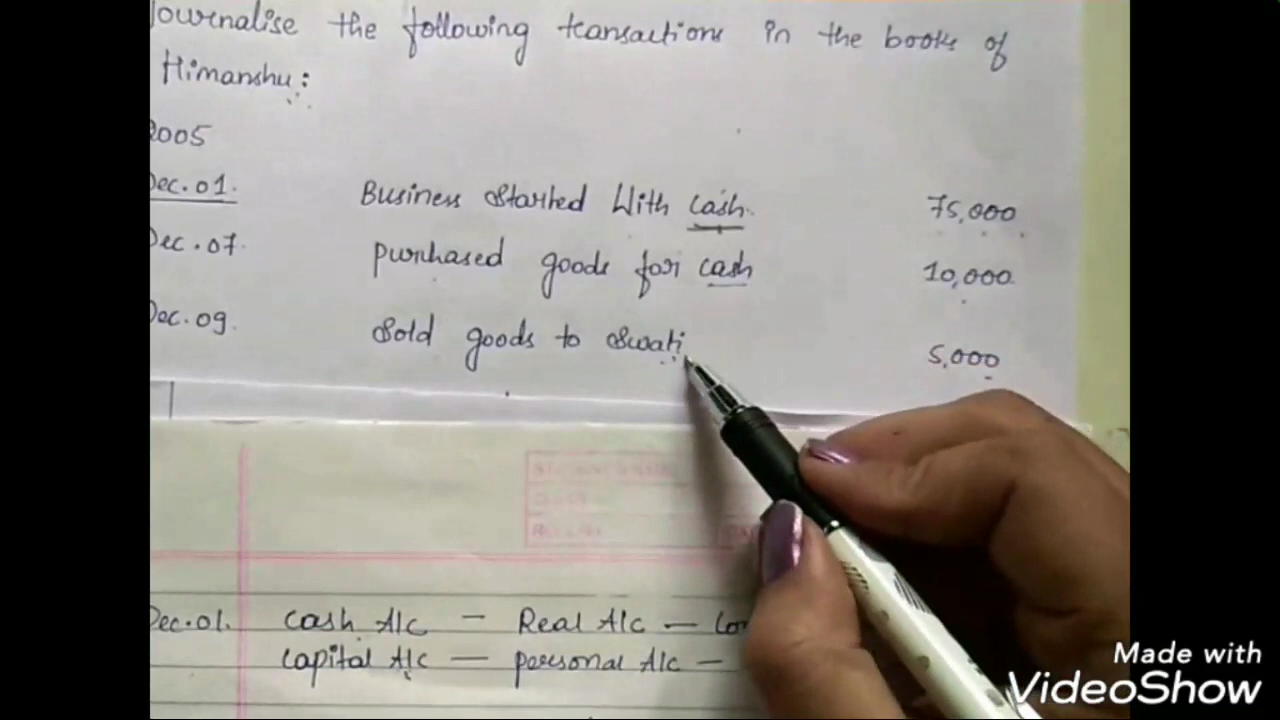 Journalise the following transactions in the books of
Himanshu:
2005
Dec. 01. Business Started With cash. 75,000
Dec. 07. purchased goods for cash 10,000
Dec. 09. Sold goods to Swati 5,000
Dec. 01. Cash A/c — Real A/c —
Capital A/c — personal A/c —
Made with
VideoShow